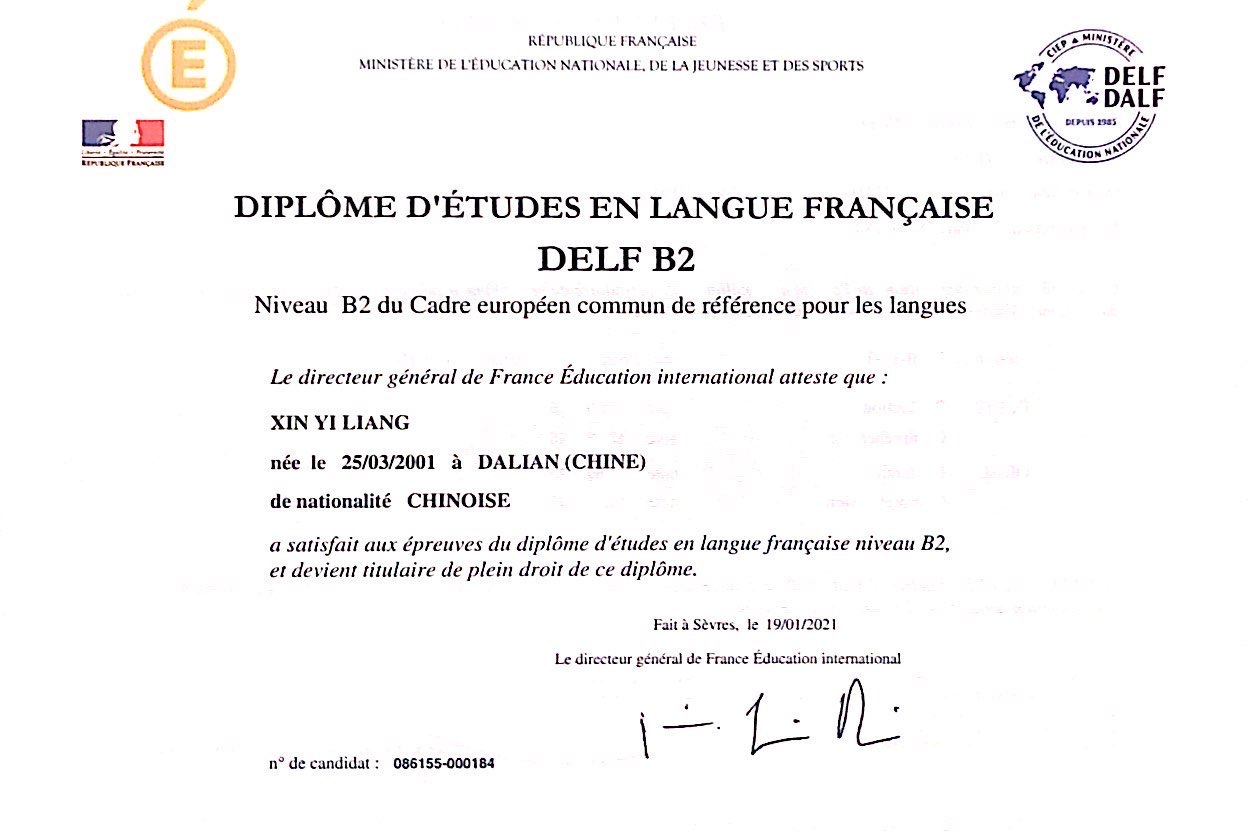 É
RÉPUBLIQUE FRANÇAISE
MINISTÈRE DE L'ÉDUCATION NATIONALE, DE LA JEUNESSE ET DES SPORTS
CIEP MINISTÈRE
DELF
DALF
DEPUIS 1985
DE L'ÉDUCATION NATIONALE
Liberté • Égalité • Fraternité
RÉPUBLIQUE FRANÇAISE
DIPLÔME D'ÉTUDES EN LANGUE FRANÇAISE
DELF B2
Niveau B2 du Cadre européen commun de référence pour les langues
Le directeur général de France Éducation international atteste que :
XIN YI LIANG
née le 25/03/2001 à DALIAN (CHINE)
de nationalité CHINOISE
a satisfait aux épreuves du diplôme d'études en langue française niveau B2,
et devient titulaire de plein droit de ce diplôme.
Fait à Sèvres, le 19/01/2021
Le directeur général de France Éducation international
n° de candidat : 086155-000184